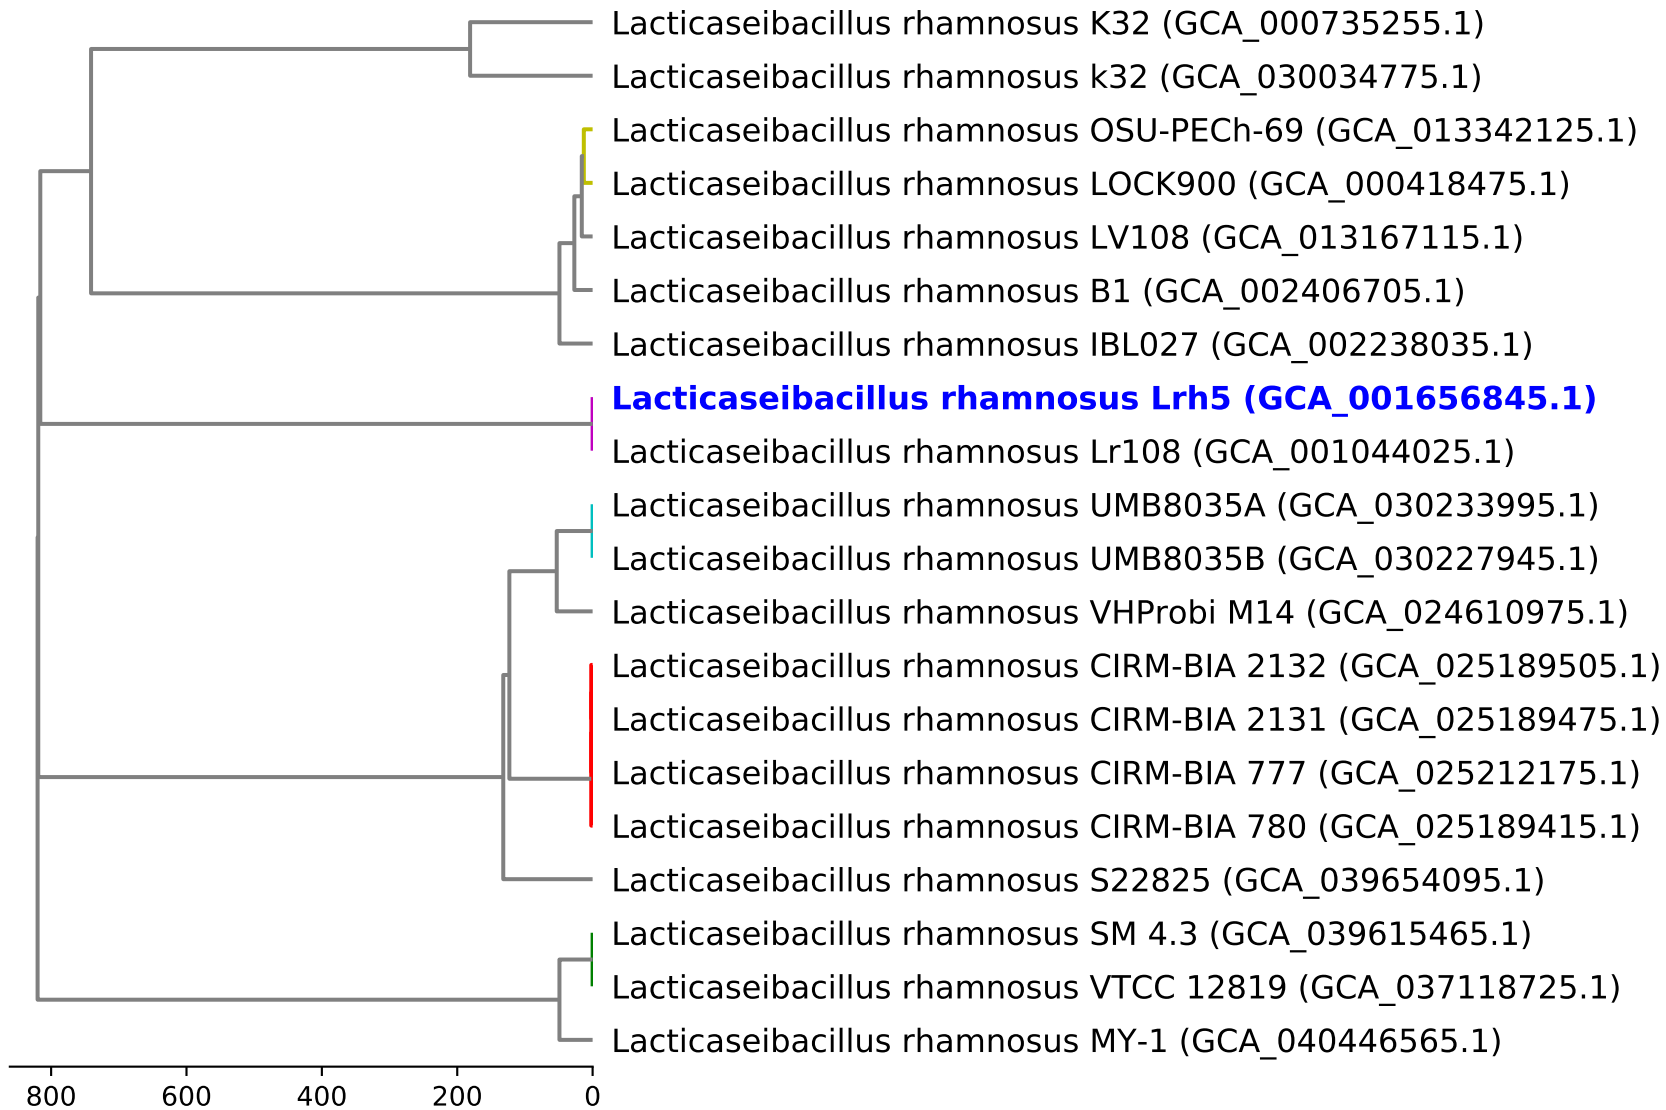 Lacticaseibacillus rhamnosus K32 (GCA_000735255.1)
Lacticaseibacillus rhamnosus k32 (GCA_030034775.1)
Lacticaseibacillus rhamnosus OSU-PECh-69 (GCA_013342125.1)
Lacticaseibacillus rhamnosus LOCK900 (GCA_000418475.1)
Lacticaseibacillus rhamnosus LV108 (GCA_013167115.1)
Lacticaseibacillus rhamnosus B1 (GCA_002406705.1)
Lacticaseibacillus rhamnosus IBL027 (GCA_002238035.1)
Lacticaseibacillus rhamnosus Lrh5 (GCA_001656845.1)
Lacticaseibacillus rhamnosus Lr108 (GCA_001044025.1)
Lacticaseibacillus rhamnosus UMB8035A (GCA_030233995.1)
Lacticaseibacillus rhamnosus UMB8035B (GCA_030227945.1)
Lacticaseibacillus rhamnosus VHProbi M14 (GCA_024610975.1)
Lacticaseibacillus rhamnosus CIRM-BIA 2132 (GCA_025189505.1)
Lacticaseibacillus rhamnosus CIRM-BIA 2131 (GCA_025189475.1)
Lacticaseibacillus rhamnosus CIRM-BIA 777 (GCA_025212175.1)
Lacticaseibacillus rhamnosus CIRM-BIA 780 (GCA_025189415.1)
Lacticaseibacillus rhamnosus S22825 (GCA_039654095.1)
Lacticaseibacillus rhamnosus SM 4.3 (GCA_039615465.1)
Lacticaseibacillus rhamnosus VTCC 12819 (GCA_037118725.1)
Lacticaseibacillus rhamnosus MY-1 (GCA_040446565.1)
800 600 400 200 0